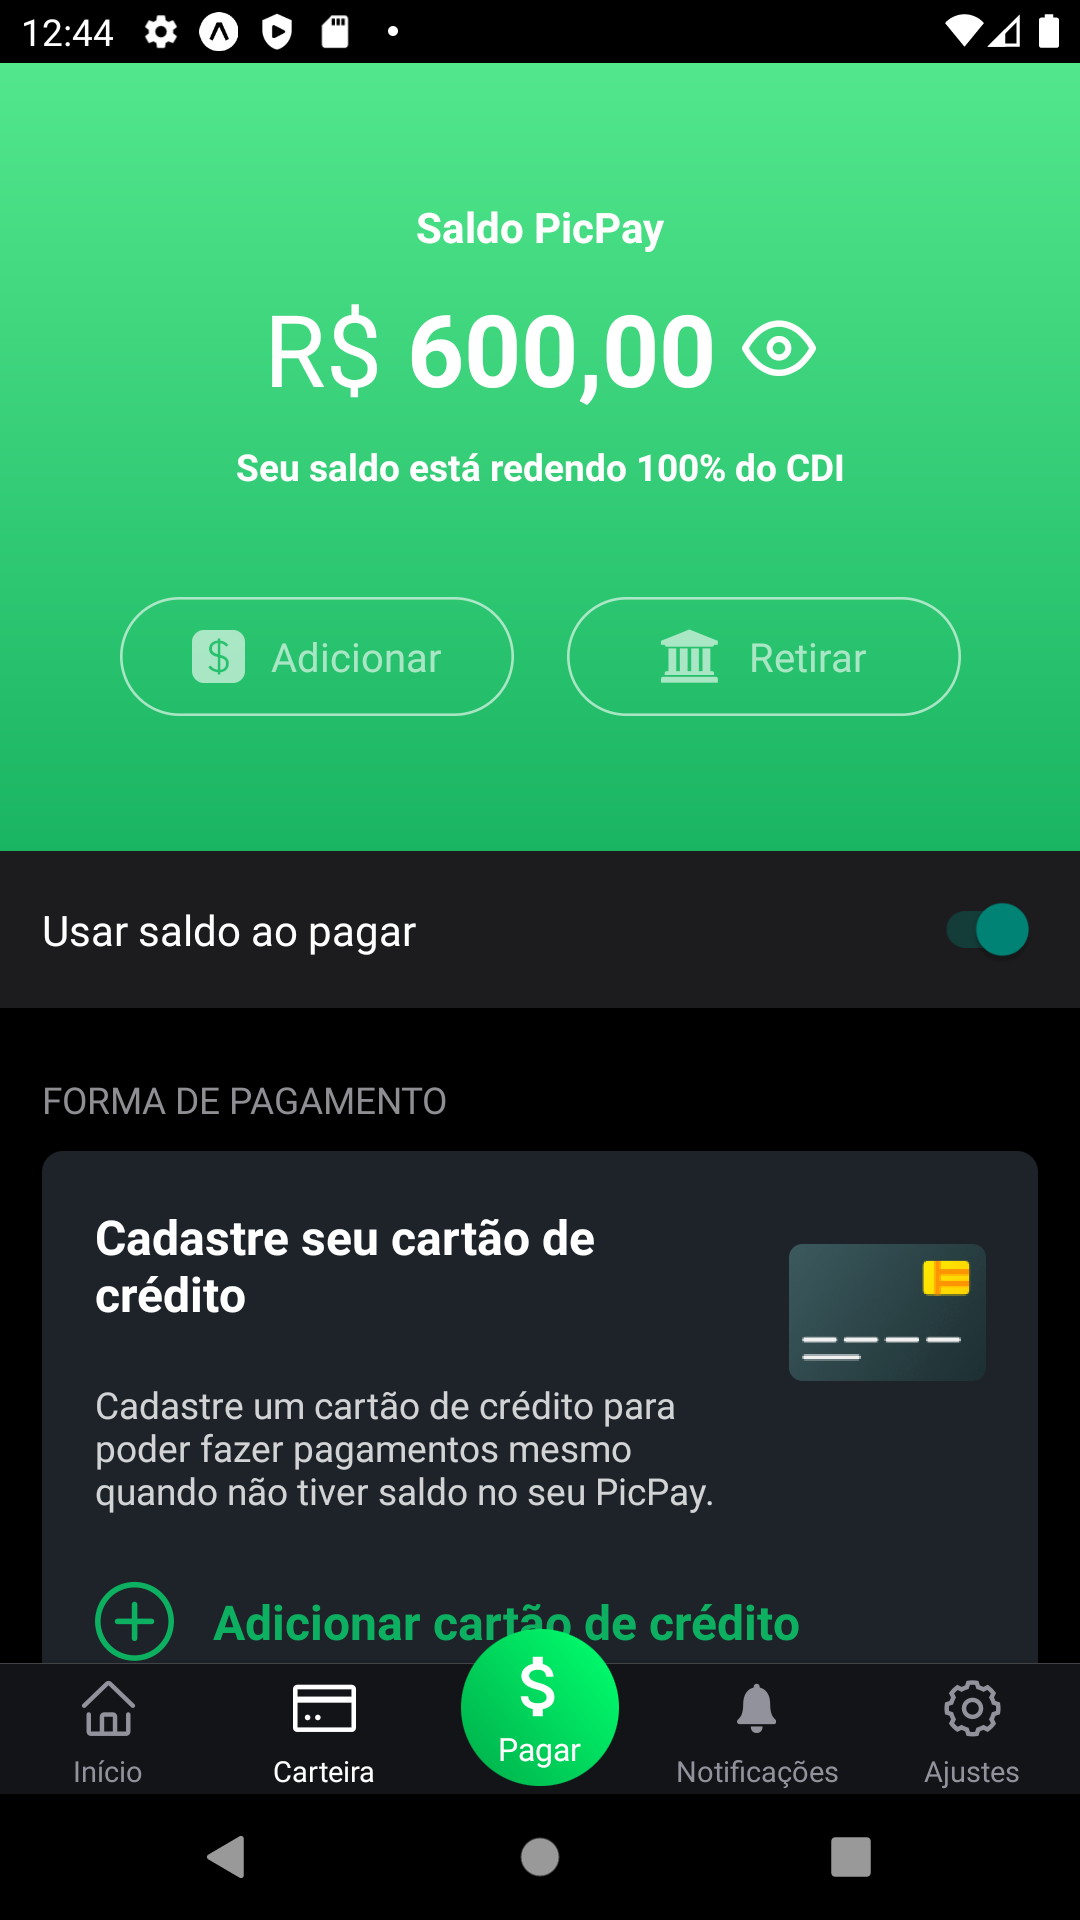 12:44
Saldo PicPay
R$ 600,00
Seu saldo está redendo 100% do CDI
$ Adicionar
Retirar
Usar saldo ao pagar
FORMA DE PAGAMENTO
Cadastre seu cartão de
crédito
Cadastre um cartão de crédito para
poder fazer pagamentos mesmo
quando não tiver saldo no seu PicPay.
Adicionar cartão de crédito
$
Início
Carteira
Pagar
Notificações
Ajustes